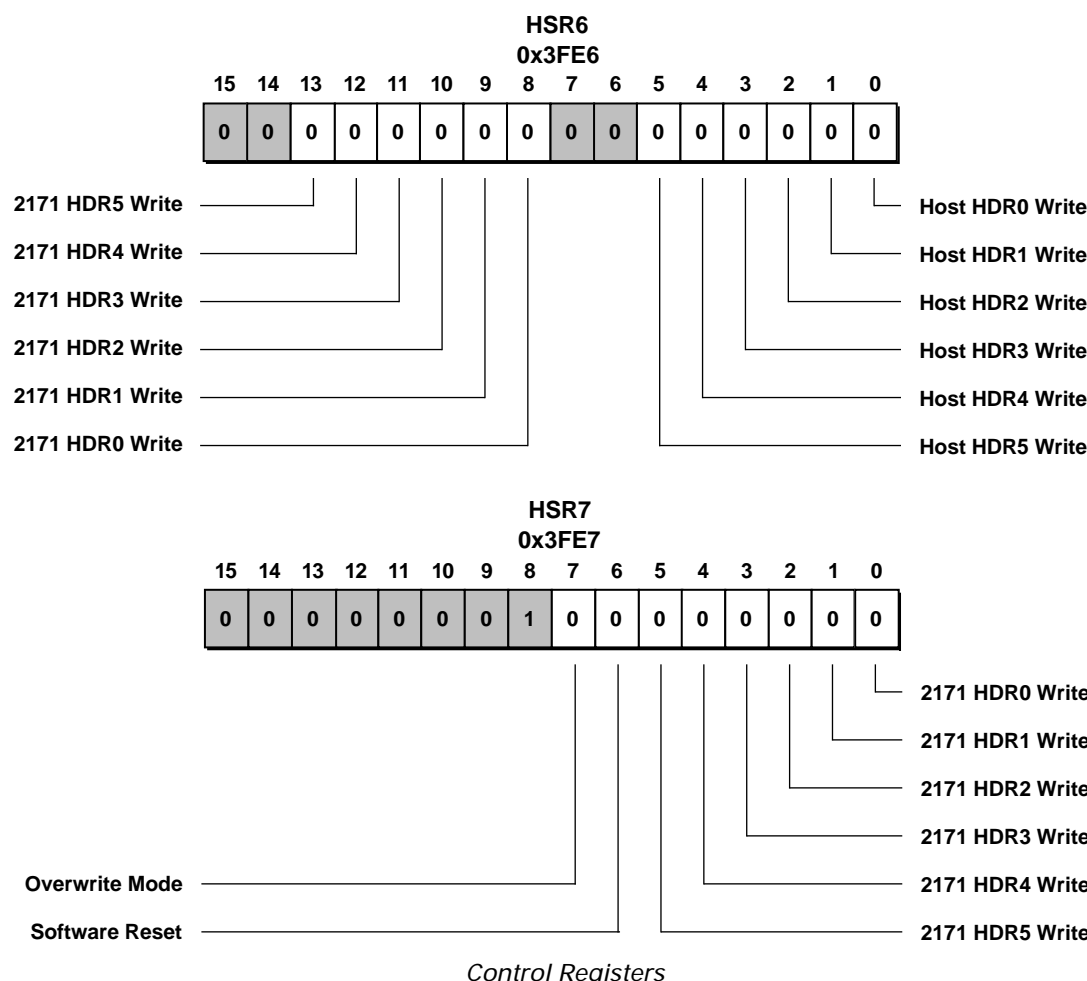 HSR6
0x3FE6
15 14 13 12 11 10 9 8 7 6 5 4 3 2 1 0
0 0 0 0 0 0 0 0 0 0 0 0 0 0 0 0
2171 HDR5 Write Host HDR0 Write
2171 HDR4 Write Host HDR1 Write
2171 HDR3 Write Host HDR2 Write
2171 HDR2 Write Host HDR3 Write
2171 HDR1 Write Host HDR4 Write
2171 HDR0 Write Host HDR5 Write
HSR7
0x3FE7
15 14 13 12 11 10 9 8 7 6 5 4 3 2 1 0
0 0 0 0 0 0 0 1 0 0 0 0 0 0 0 0
2171 HDR0 Write
2171 HDR1 Write
2171 HDR2 Write
2171 HDR3 Write
Overwrite Mode 2171 HDR4 Write
Software Reset 2171 HDR5 Write
Control Registers